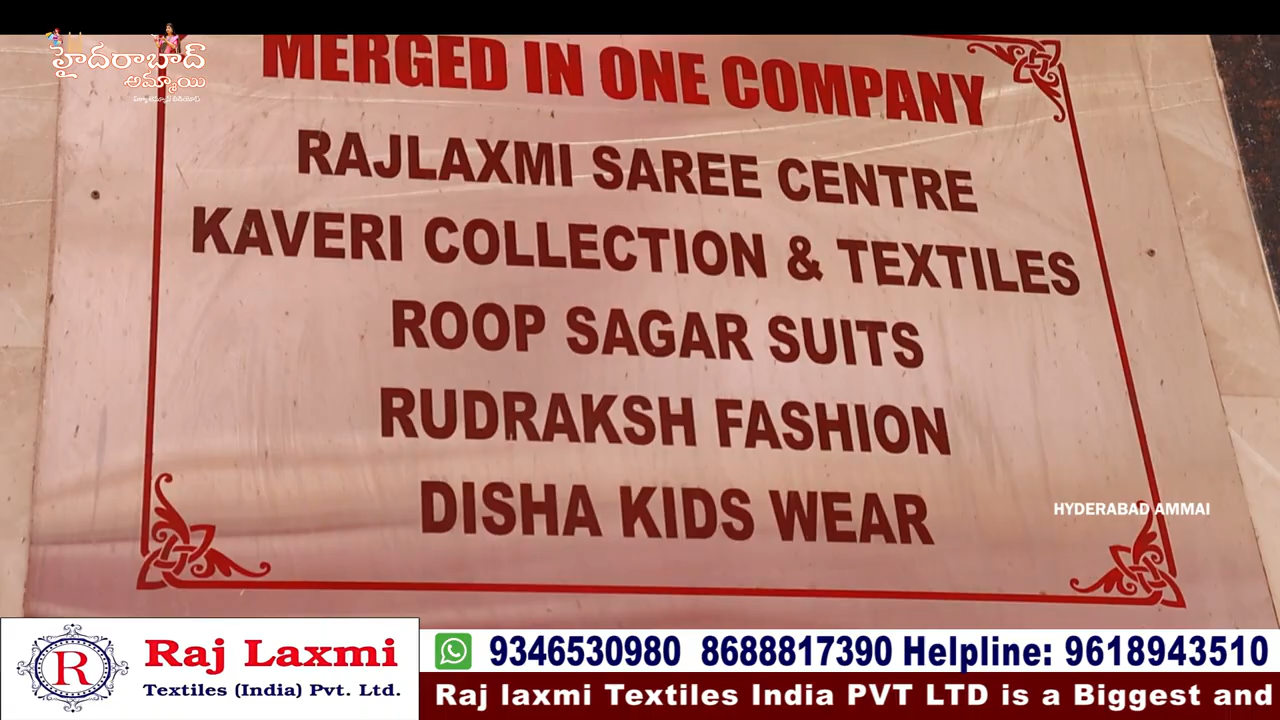 హైదరాబాద్
అమ్మాయి
MERGED IN ONE COMPANY
RAJLAXMI SAREE CENTRE
KAVERI COLLECTION & TEXTILES
ROOP SAGAR SUITS
RUDRAKSH FASHION
DISHA KIDS WEAR
HYDERABAD AMMAI
R
Raj Laxmi
Textiles (India) Pvt. Ltd.
9346530980 8688817390 Helpline: 9618943510
Raj laxmi Textiles India PVT LTD is a Biggest and